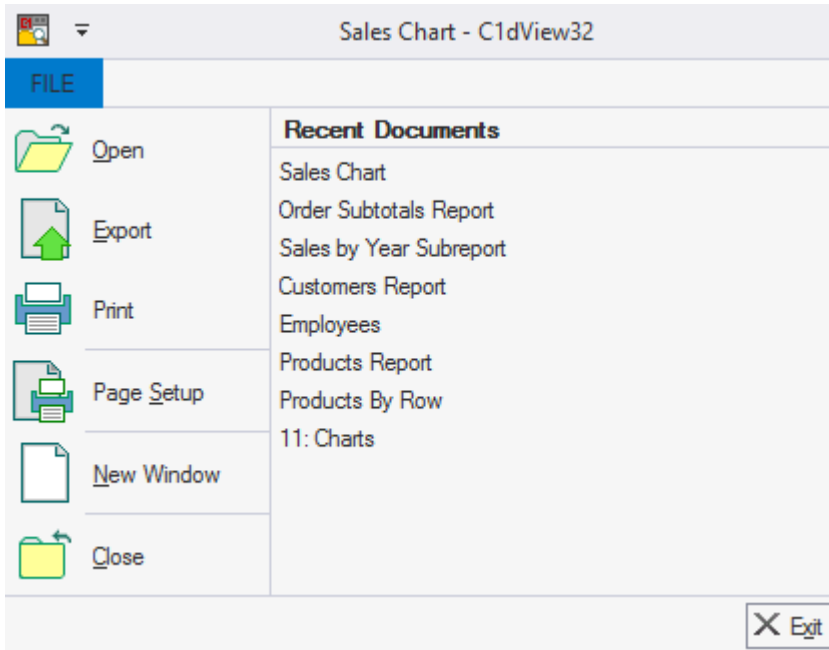 Sales Chart - C1dView32
FILE
Open
Export
Print
Page Setup
New Window
Close
Recent Documents
Sales Chart
Order Subtotals Report
Sales by Year Subreport
Customers Report
Employees
Products Report
Products By Row
11: Charts
Exit